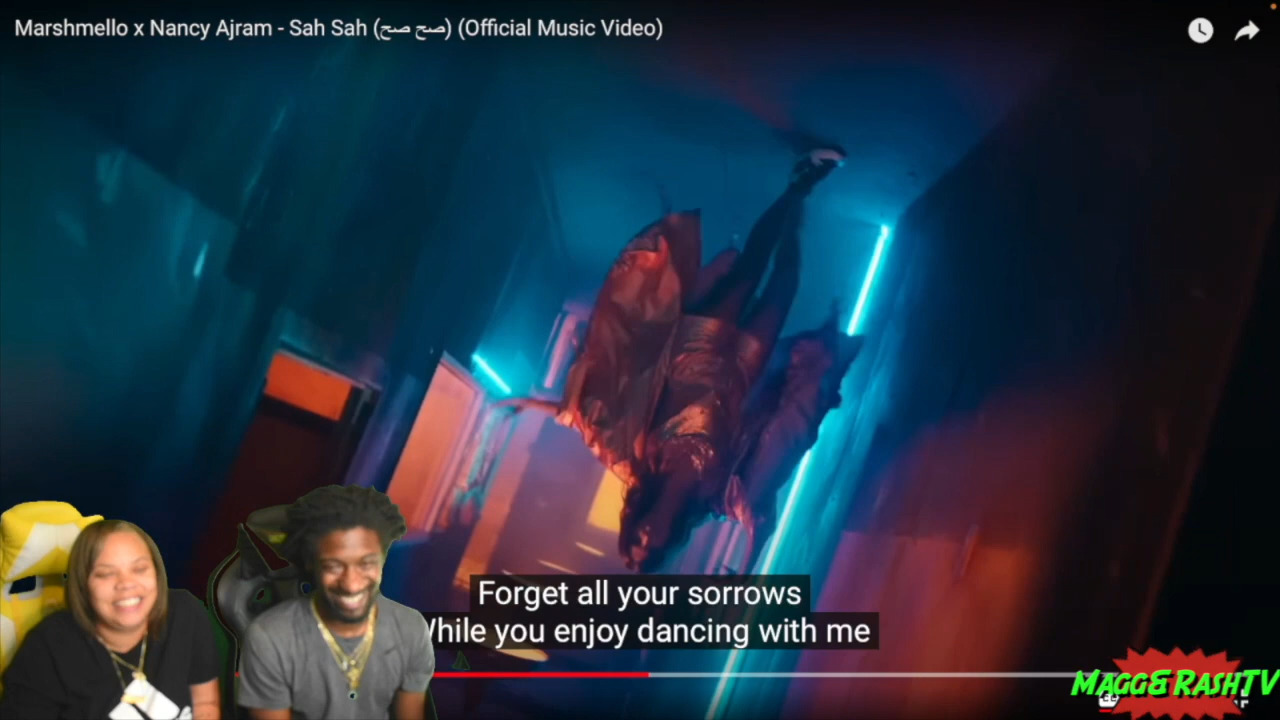 Marshmello x Nancy Ajram - Sah Sah (صح صح) (Official Music Video)
Forget all your sorrows
While you enjoy dancing with me
MAGG& RASHTV